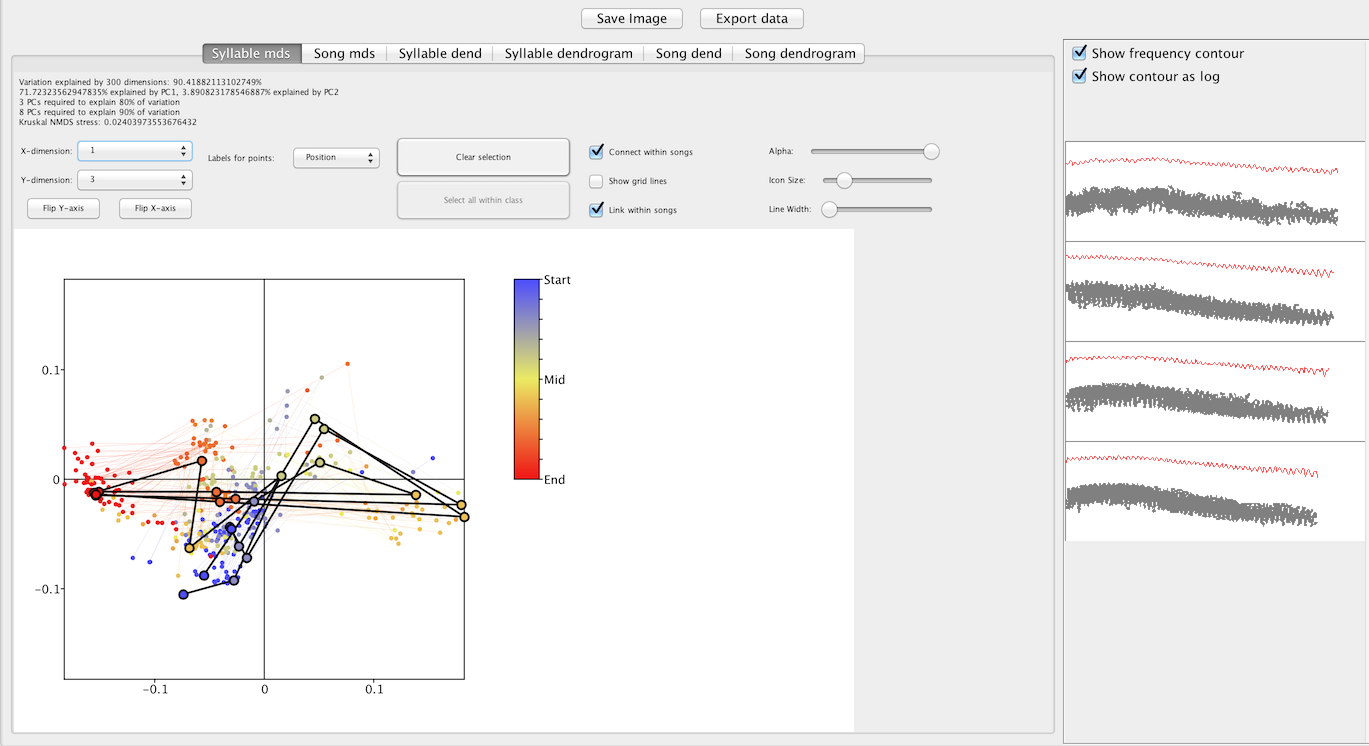 Save Image Export data
Syllable mds Song mds Syllable dend Syllable dendrogram Song dend Song dendrogram
Variation explained by 300 dimensions: 90.41882113102749%
71.72323562947835% explained by PC1, 3.890823178546887% explained by PC2
3 PCs required to explain 80% of variation
8 PCs required to explain 90% of variation
Kruskal NMDS stress: 0.02403973553676432
X-dimension: 1
Y-dimension: 3
Flip Y-axis Flip X-axis
Labels for points: Position
Clear selection
Select all within class
Connect within songs
Show grid lines
Link within songs
Alpha:
Icon Size:
Line Width:
Show frequency contour
Show contour as log
0.1
0
-0.1
-0.1 0 0.1
Start
Mid
End